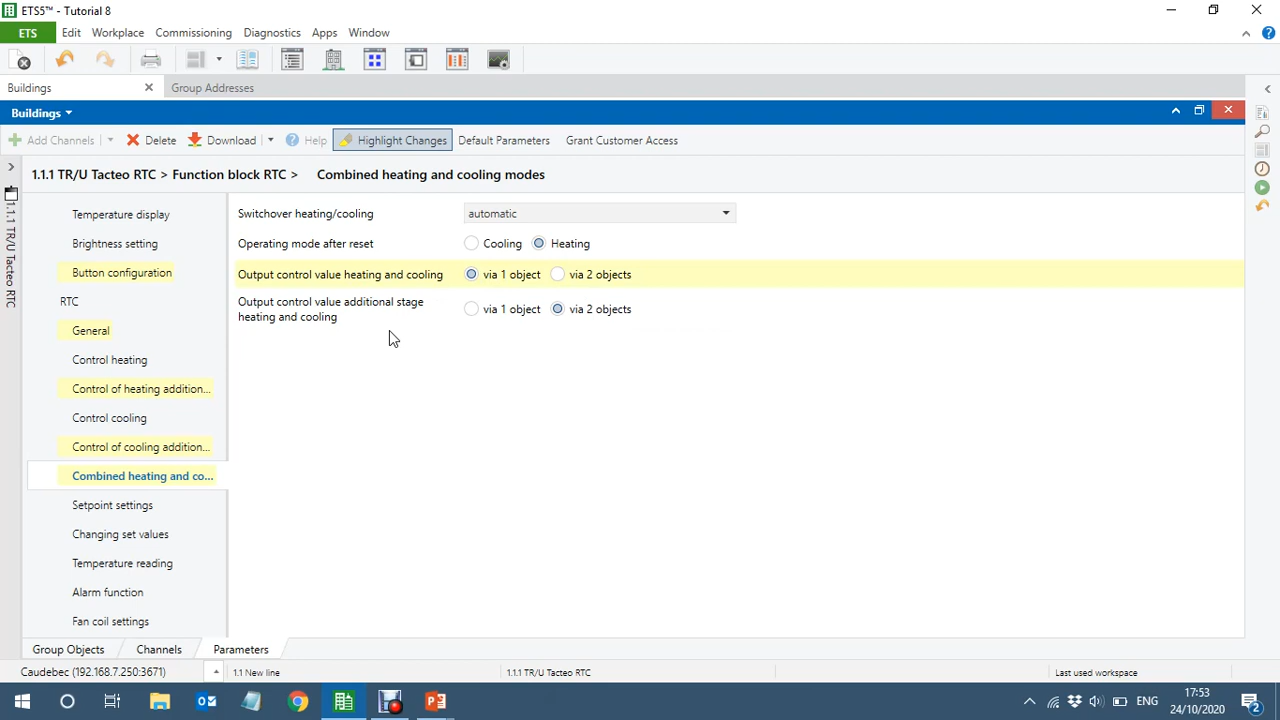 ETS5™ - Tutorial 8
ETS Edit Workplace Commissioning Diagnostics Apps Window
Buildings Group Addresses
Buildings
Add Channels Delete Download Help Highlight Changes Default Parameters Grant Customer Access
1.1.1 TR/U Tacteo RTC > Function block RTC > Combined heating and cooling modes
1.1.1 TR/U Tacteo RTC
Temperature display
Brightness setting
Button configuration
RTC
General
Control heating
Control of heating addition...
Control cooling
Control of cooling addition...
Combined heating and co...
Setpoint settings
Changing set values
Temperature reading
Alarm function
Fan coil settings
Switchover heating/cooling automatic
Operating mode after reset Cooling Heating
Output control value heating and cooling via 1 object via 2 objects
Output control value additional stage
heating and cooling via 1 object via 2 objects
Group Objects Channels Parameters
Caudebec (192.168.7.250:3671) 1.1 New line 1.1.1 TR/U Tacteo RTC Last used workspace
ENG 17:53
24/10/2020 2